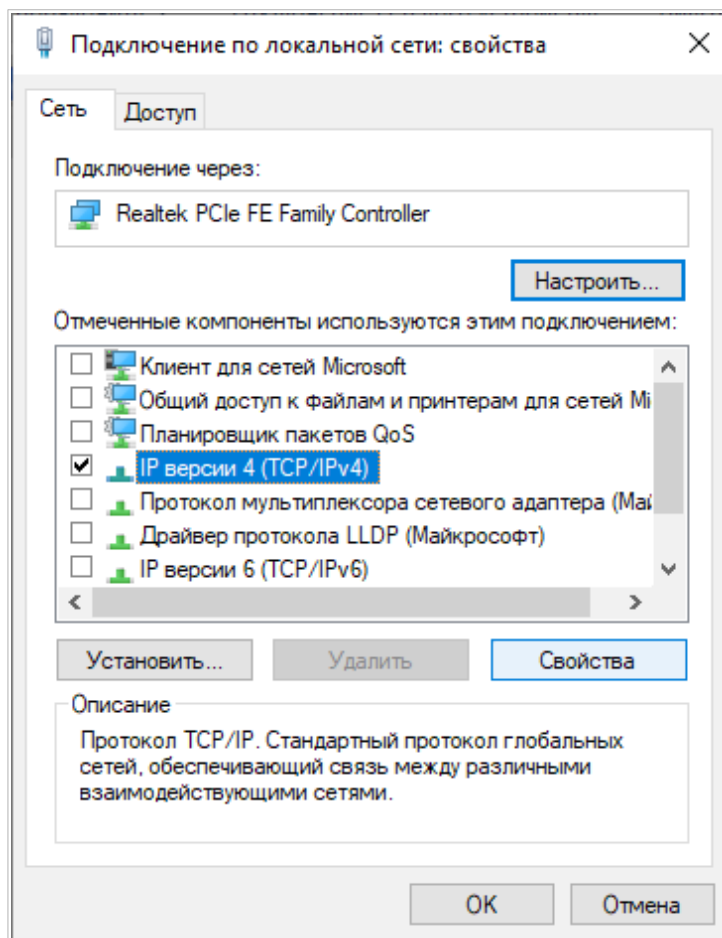 Подключение по локальной сети: свойства
Сеть
Доступ
Подключение через:
Realtek PCIe FE Family Controller
Настроить...
Отмеченные компоненты используются этим подключением:
Клиент для сетей Microsoft
Общий доступ к файлам и принтерам для сетей Mi
Планировщик пакетов QoS
IP версии 4 (TCP/IPv4)
Протокол мультиплексора сетевого адаптера (Май
Драйвер протокола LLDP (Майкрософт)
IP версии 6 (TCP/IPv6)
Установить...
Удалить
Свойства
Описание
Протокол TCP/IP. Стандартный протокол глобальных
сетей, обеспечивающий связь между различными
взаимодействующими сетями.
OK
Отмена